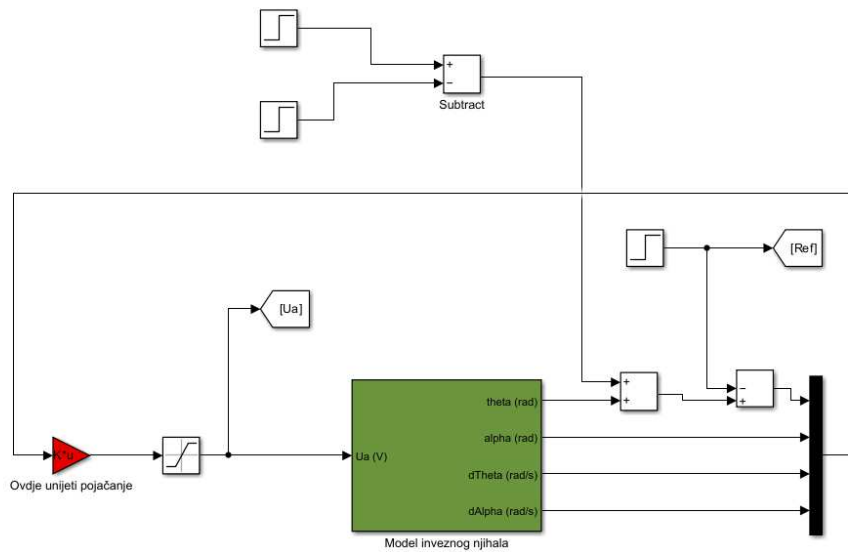 +
−
Subtract
[Ref]
[Ua]
+
+
−
+
theta (rad)
alpha (rad)
K*u
Ua (V)
dTheta (rad/s)
Ovdje unijeti pojačanje
dAlpha (rad/s)
Model inveznog njihala